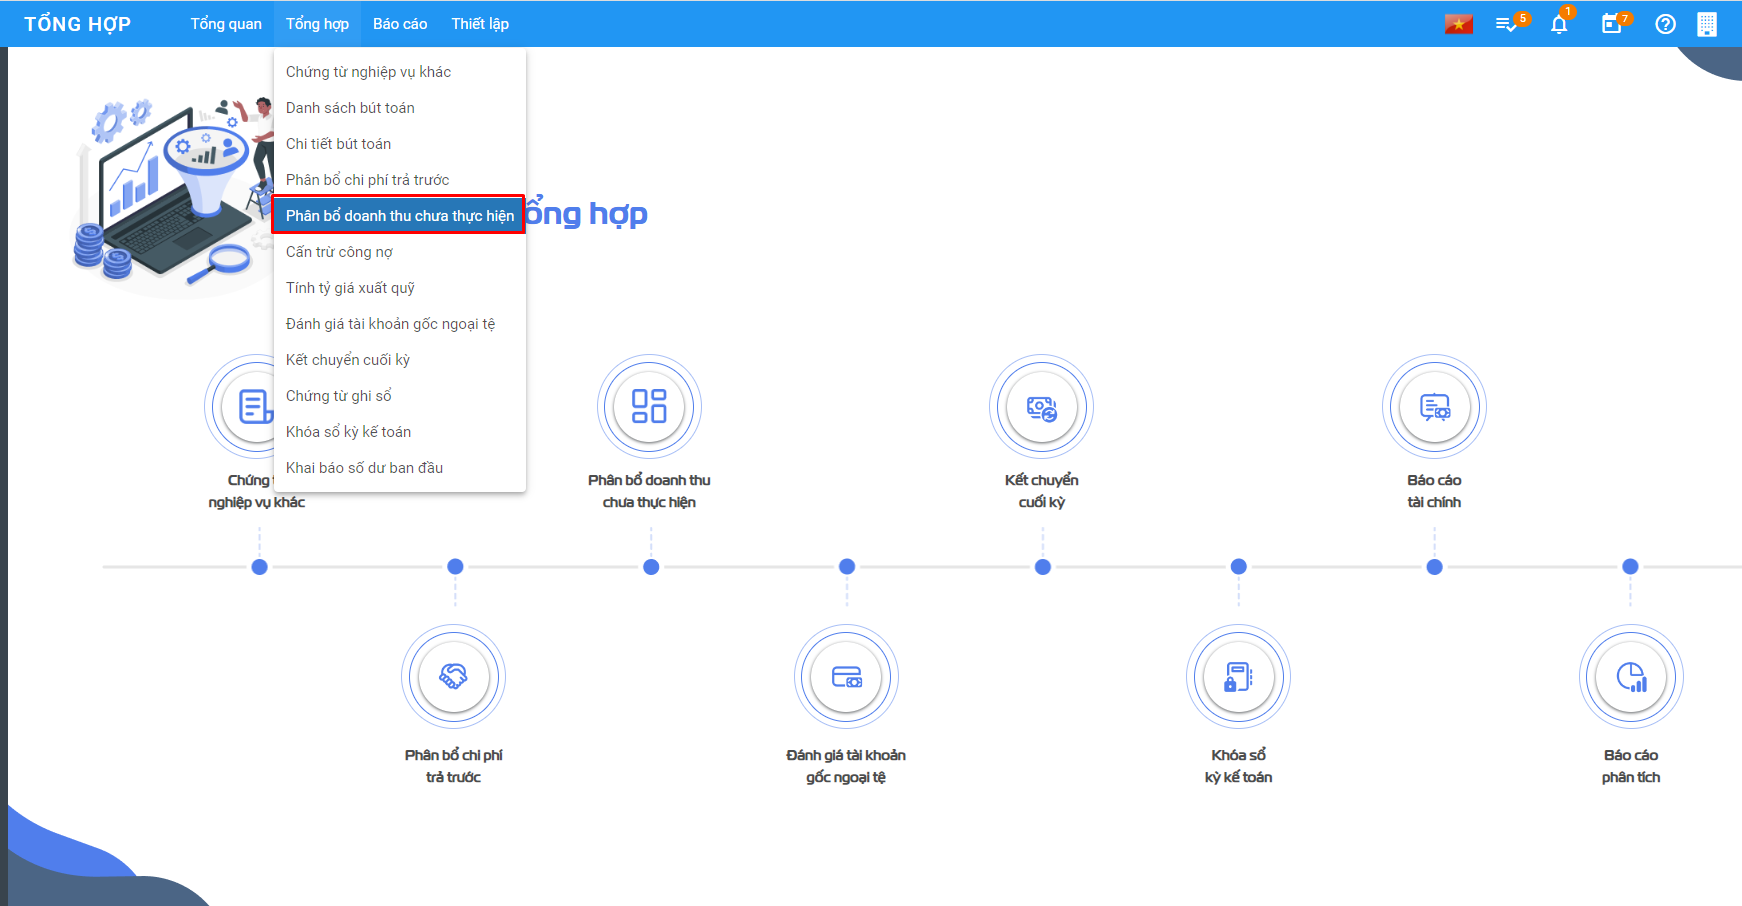 TỔNG HỢP
Tổng quan
Tổng hợp
Báo cáo
Thiết lập
5
1
7
Chứng từ nghiệp vụ khác
Danh sách bút toán
Chi tiết bút toán
Phân bổ chi phí trả trước
Phân bổ doanh thu chưa thực hiện
Cấn trừ công nợ
Tính tỷ giá xuất quỹ
Đánh giá tài khoản gốc ngoại tệ
Kết chuyển cuối kỳ
Chứng từ ghi sổ
Khóa sổ kỳ kế toán
Khai báo số dư ban đầu
ổng hợp
Chứng
nghiệp vụ khác
Phân bổ doanh thu
chưa thực hiện
Kết chuyển
cuối kỳ
Báo cáo
tài chính
Phân bổ chi phí
trả trước
Đánh giá tài khoản
gốc ngoại tệ
Khóa sổ
kỳ kế toán
Báo cáo
phân tích